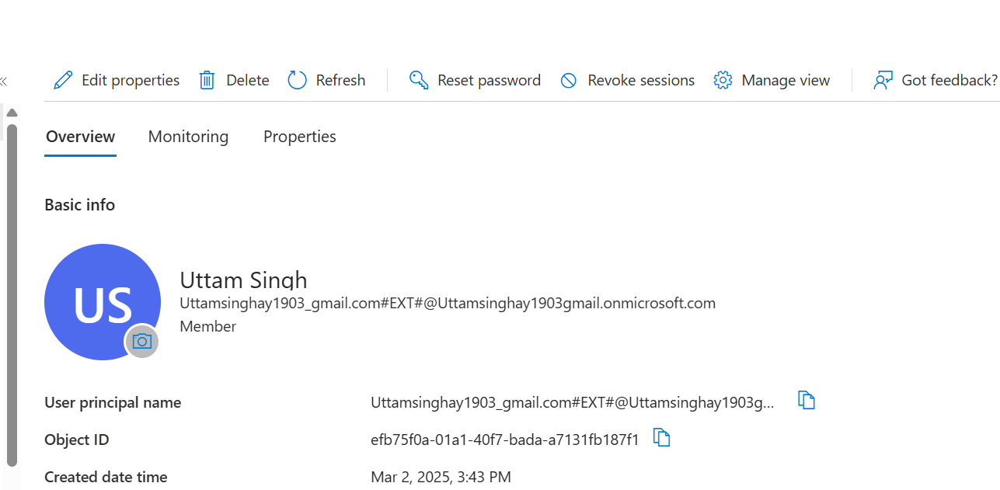 « Edit properties Delete Refresh Reset password Revoke sessions Manage view Got feedback?
Overview Monitoring Properties
Basic info
US
Uttam Singh
Uttamsinghay1903_gmail.com#EXT#@Uttamsinghay1903gmail.onmicrosoft.com
Member
User principal name Uttamsinghay1903_gmail.com#EXT#@Uttamsinghay1903g...
Object ID efb75f0a-01a1-40f7-bada-a7131fb187f1
Created date time Mar 2, 2025, 3:43 PM